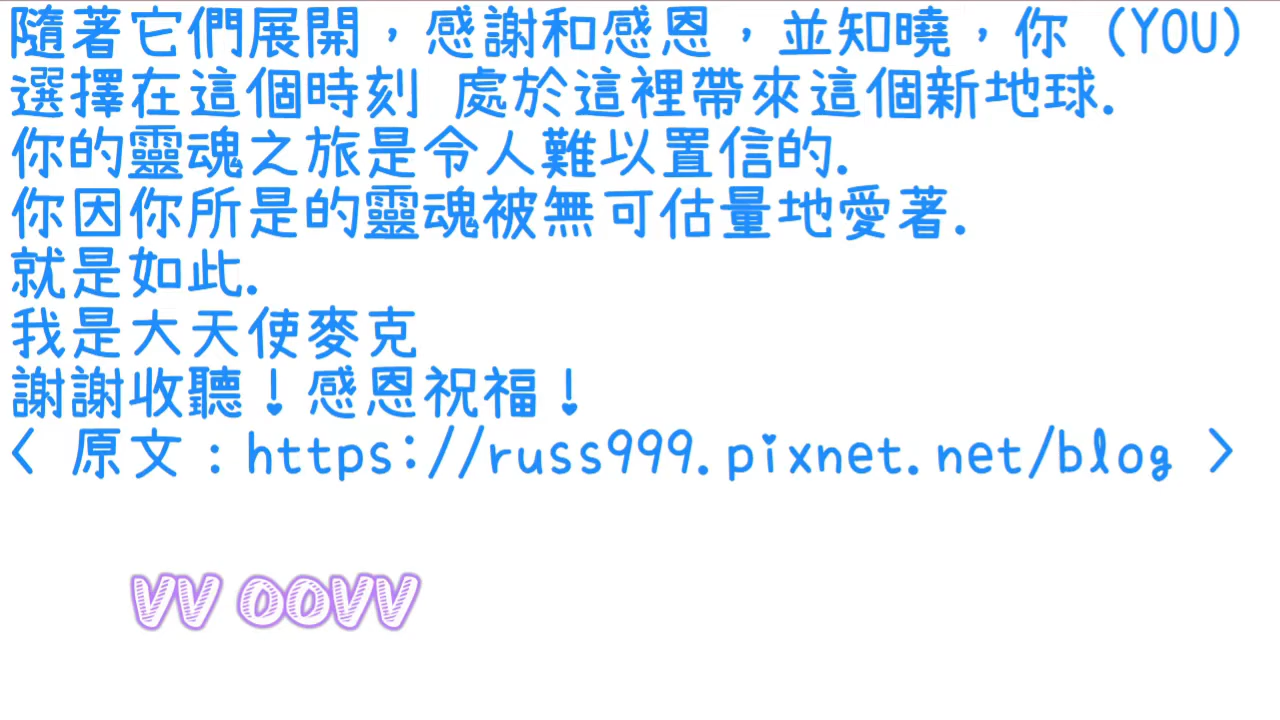 隨著它們展開，感謝和感恩，並知曉，你 (YOU)
選擇在這個時刻 處於這裡帶來這個新地球.
你的靈魂之旅是令人難以置信的.
你因你所是的靈魂被無可估量地愛著.
就是如此.
我是大天使麥克
謝謝收聽！感恩祝福！
< 原文：https://russ999.pixnet.net/blog >
VV OOVV